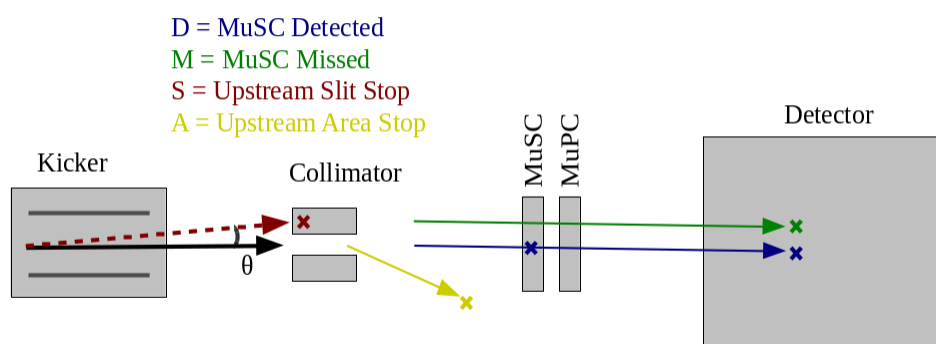 D = MuSC Detected
M = MuSC Missed
S = Upstream Slit Stop
A = Upstream Area Stop
Detector
MuSC
MuPC
Kicker
Collimator
θ